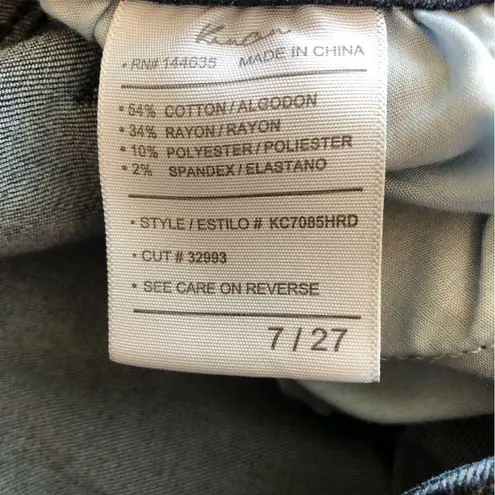 • RN# 144635 MADE IN CHINA
• 54% COTTON / ALGODON
• 34% RAYON / RAYON
• 10% POLYESTER / POLIESTER
• 2% SPANDEX / ELASTANO
• STYLE / ESTILO # KC7085HRD
• CUT # 32993
• SEE CARE ON REVERSE
7 / 27